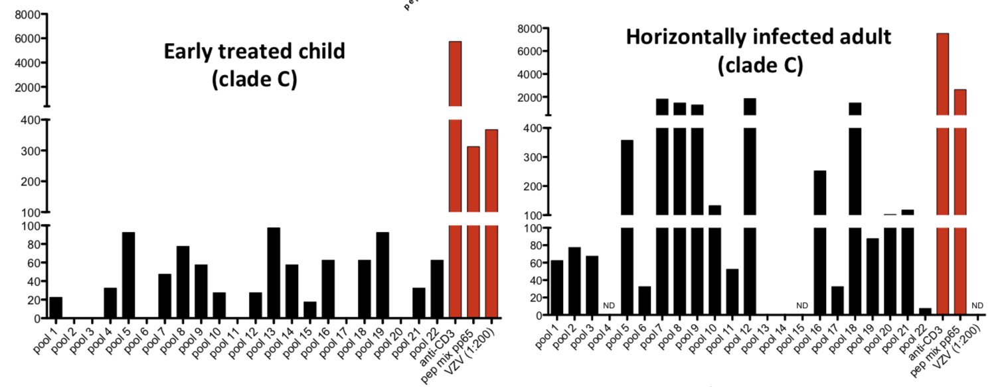 Early treated child
(clade C)
8000
6000
4000
2000
400
300
200
100
100
80
60
40
20
0
pool 1
pool 2
pool 3
pool 4
pool 5
pool 6
pool 7
pool 8
pool 9
pool 10
pool 11
pool 12
pool 13
pool 14
pool 15
pool 16
pool 17
pool 18
pool 19
pool 20
pool 21
pool 22
anti-CD3
pep mix pp65
VZV (1:200)
Horizontally infected adult
(clade C)
8000
6000
4000
2000
400
300
200
100
100
80
60
40
20
0
ND
ND
ND
pool 1
pool 2
pool 3
pool 4
pool 5
pool 6
pool 7
pool 8
pool 9
pool 10
pool 11
pool 12
pool 13
pool 14
pool 15
pool 16
pool 17
pool 18
pool 19
pool 20
pool 21
pool 22
anti-CD3
pep mix pp65
VZV (1:200)